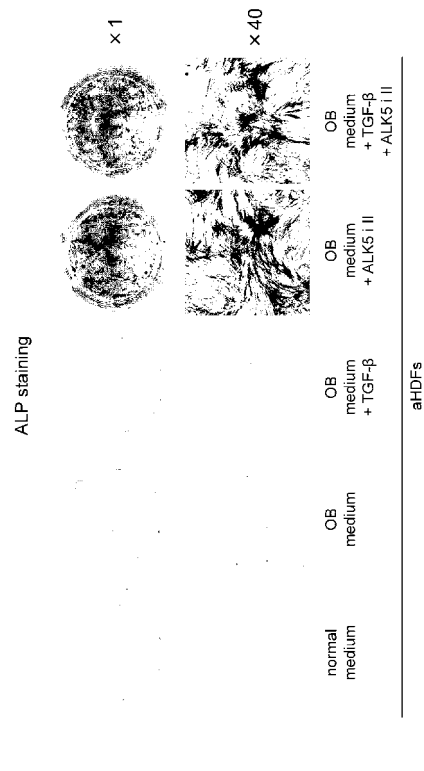 ALP staining
× 1
× 40
normal
medium
OB
medium
OB
medium
+ TGF-β
OB
medium
+ ALK5 i II
OB
medium
+ TGF-β
+ ALK5 i II
aHDFs